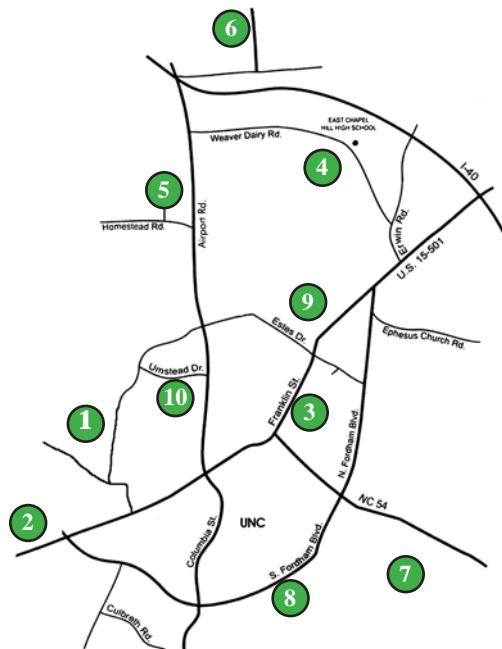 6
EAST CHAPEL
HILL HIGH SCHOOL
Weaver Dairy Rd.
4
I-40
5
Homestead Rd.
Airport Rd.
Erwin Rd.
U.S. 15-501
9
Estes Dr.
Ephesus Church Rd.
Umstead Dr.
10
Franklin St.
3
1
N. Fordham Blvd.
NC 54
2
UNC
Columbia St.
S. Fordham Blvd.
7
8
Culbreth Rd.